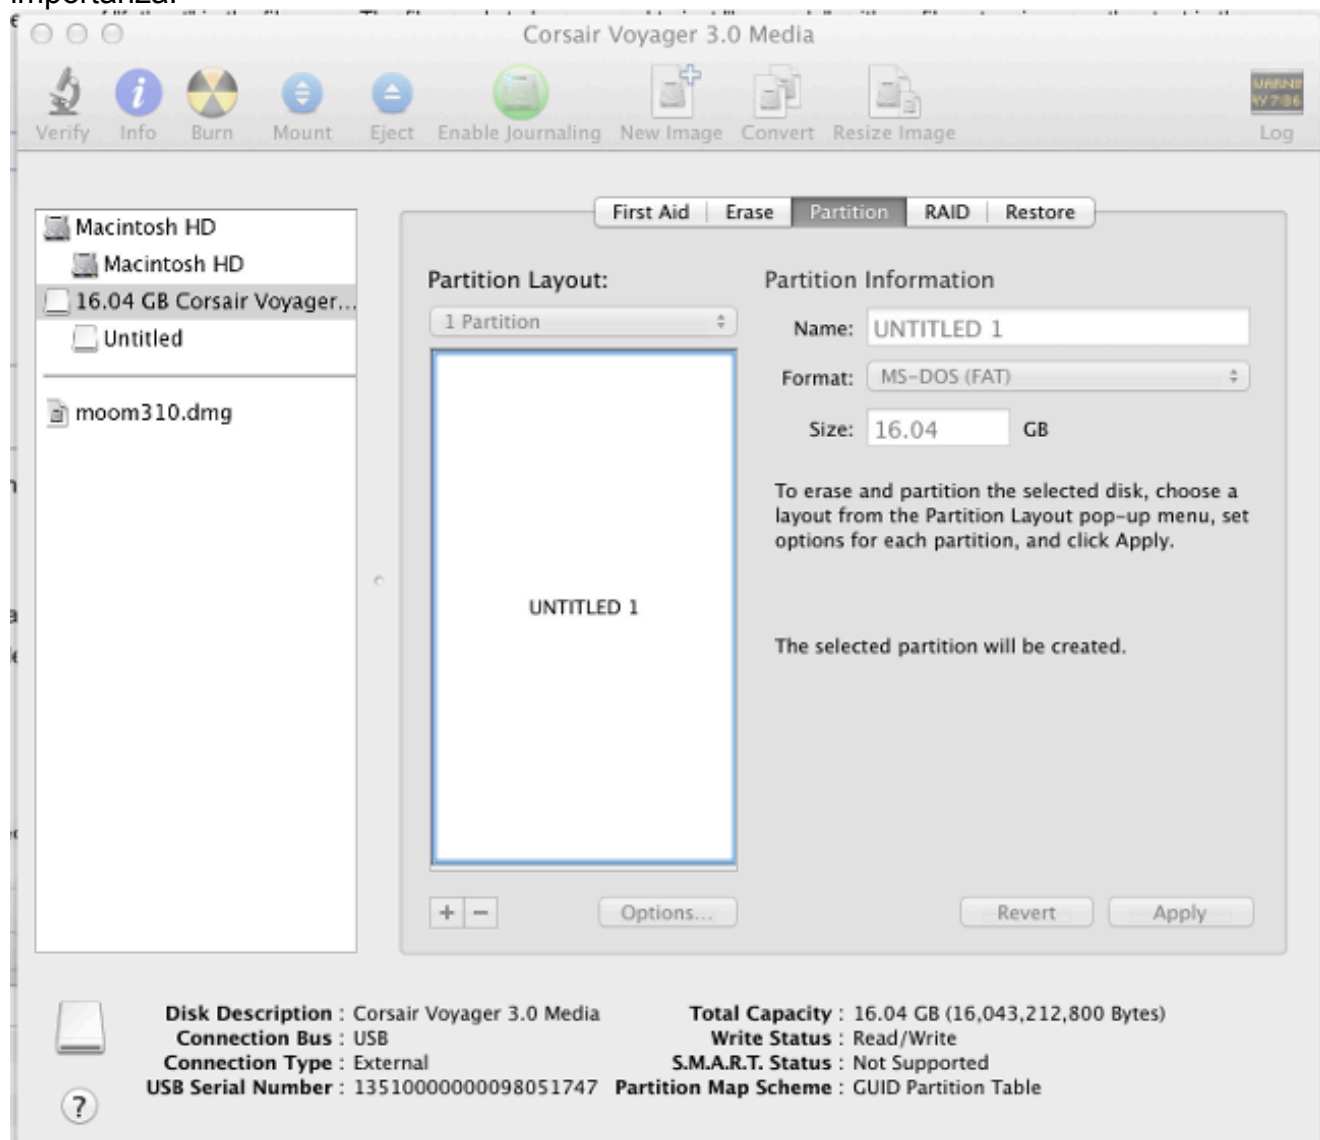 importanza.
Corsair Voyager 3.0 Media
Verify Info Burn Mount Eject Enable Journaling New Image Convert Resize Image Log
First Aid Erase Partition RAID Restore
Macintosh HD
Macintosh HD
16.04 GB Corsair Voyager...
Untitled
moom310.dmg
Partition Layout:
1 Partition
UNTITLED 1
+ −
Options...
Partition Information
Name: UNTITLED 1
Format: MS-DOS (FAT)
Size: 16.04 GB
To erase and partition the selected disk, choose a
layout from the Partition Layout pop-up menu, set
options for each partition, and click Apply.
The selected partition will be created.
Revert Apply
Disk Description : Corsair Voyager 3.0 Media
Connection Bus : USB
Connection Type : External
USB Serial Number : 13510000000098051747
Total Capacity : 16.04 GB (16,043,212,800 Bytes)
Write Status : Read/Write
S.M.A.R.T. Status : Not Supported
Partition Map Scheme : GUID Partition Table
?